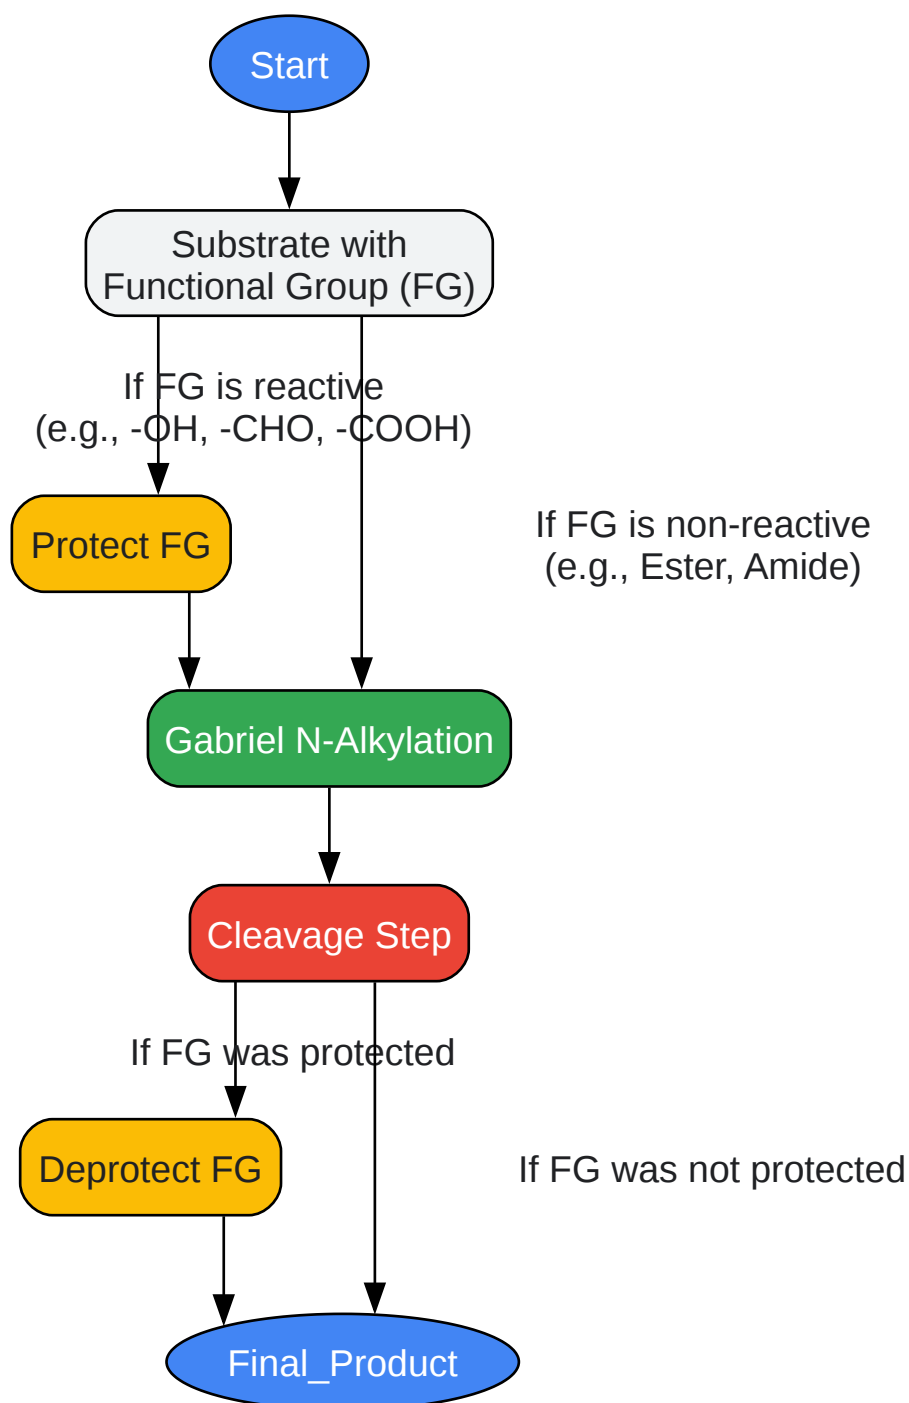 Start
Substrate with
Functional Group (FG)
If FG is reactive
(e.g., -OH, -CHO, -COOH)
If FG is non-reactive
(e.g., Ester, Amide)
Protect FG
Gabriel N-Alkylation
Cleavage Step
If FG was protected
Deprotect FG
If FG was not protected
Final_Product